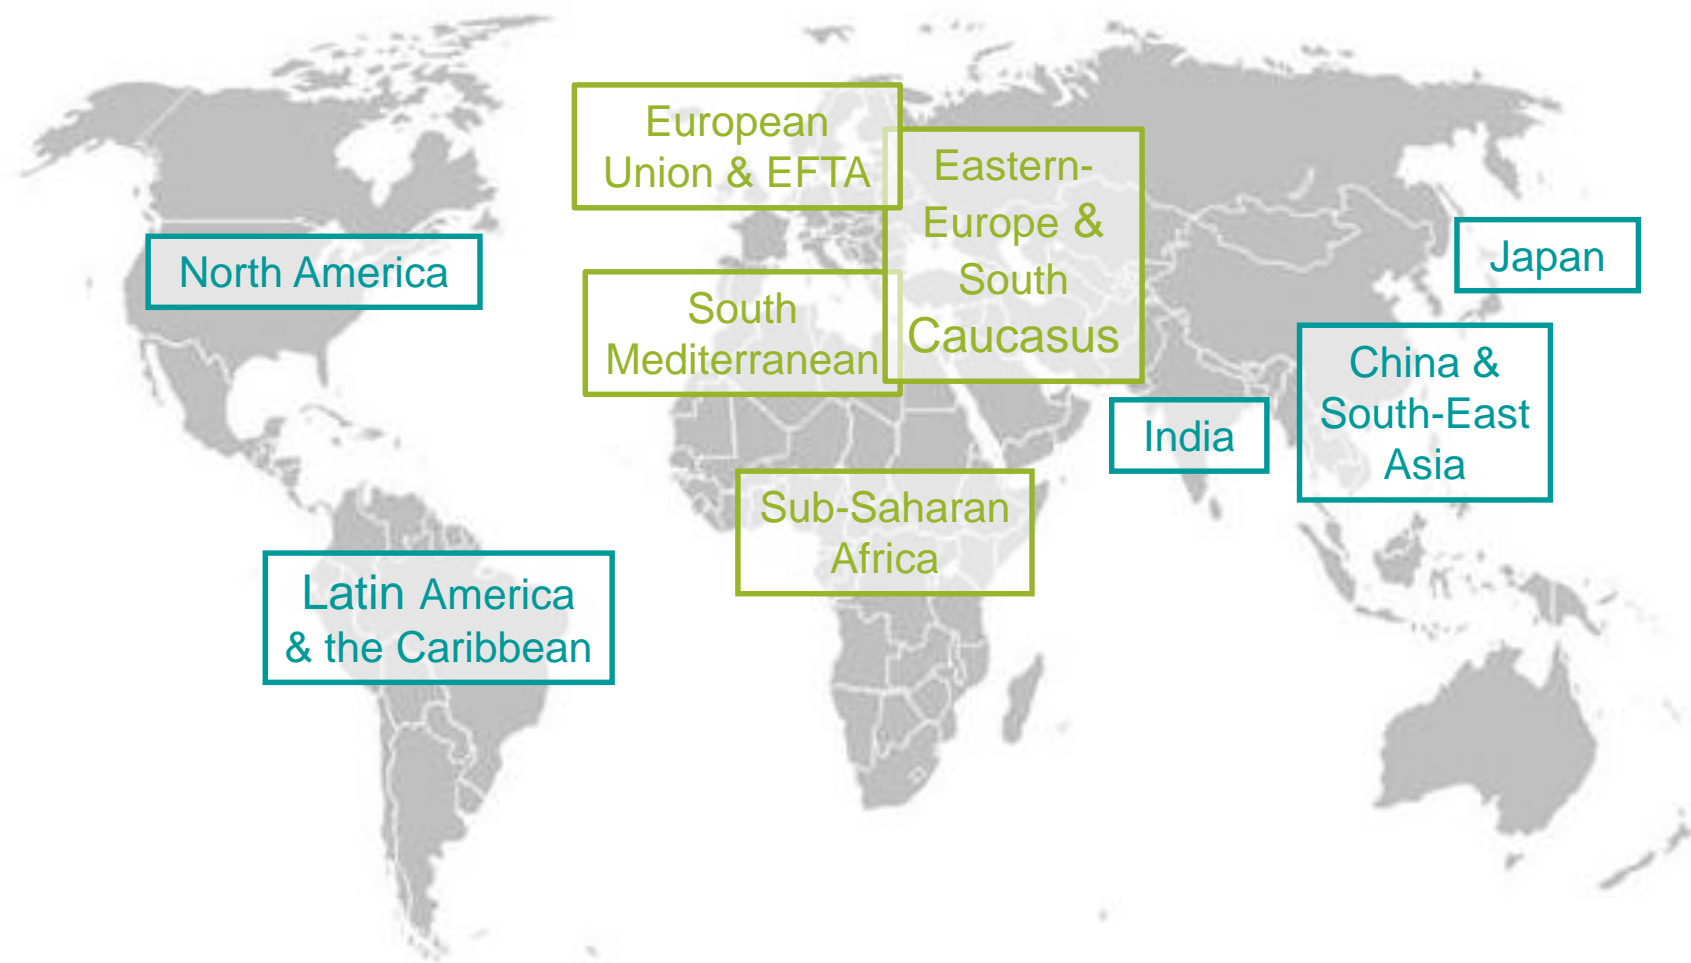 European
Union & EFTA
Eastern-
Europe &
South
Caucasus
North America
South
Mediterranean
Japan
China &
South-East
Asia
India
Sub-Saharan
Africa
Latin America
& the Caribbean